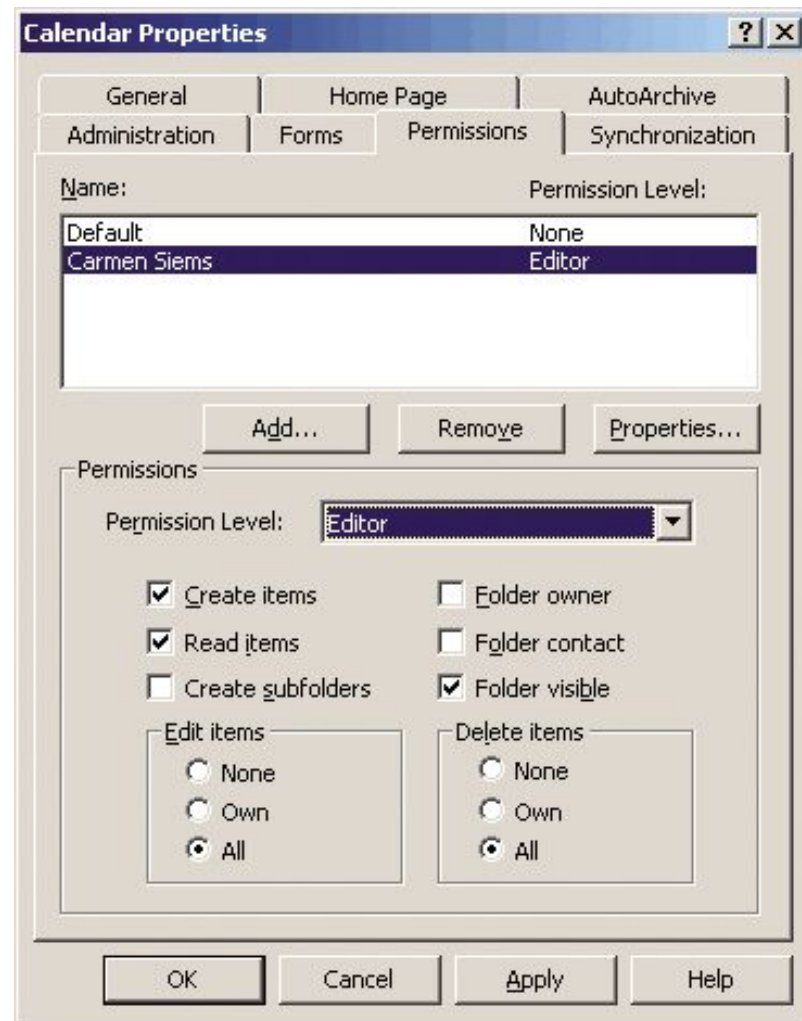 Calendar Properties
General Home Page AutoArchive
Administration Forms Permissions Synchronization
Name: Permission Level:
Default None
Carmen Siems Editor
Add... Remove Properties...
Permissions
Permission Level: Editor
Create items Folder owner
Read items Folder contact
Create subfolders Folder visible
Edit items Delete items
None None
Own Own
All All
OK Cancel Apply Help